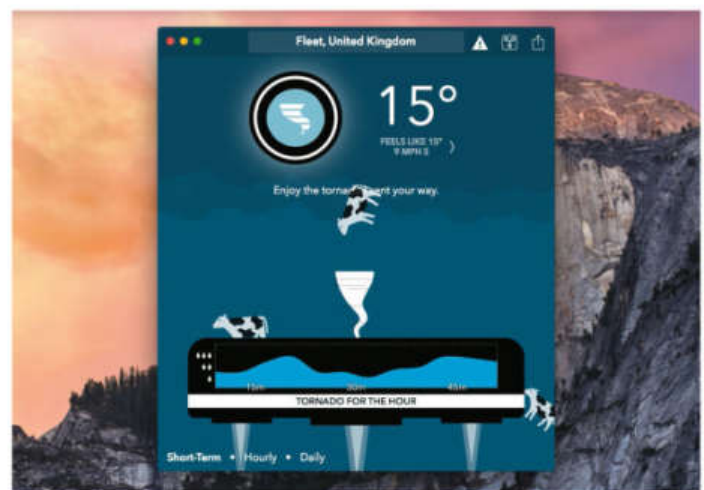 Fleet, United Kingdom
15°
FEELS LIKE 15°
9 MPH S
Enjoy the tornado sent your way.
15m 30m 45m
TORNADO FOR THE HOUR
Short-Term • Hourly • Daily